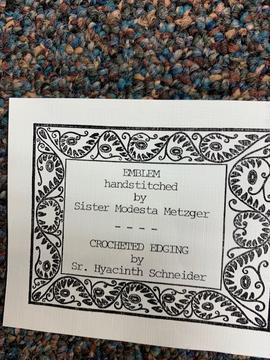 EMBLEM
handstitched
by
Sister Modesta Metzger
- - - -
CROCHETED EDGING
by
Sr. Hyacinth Schneider